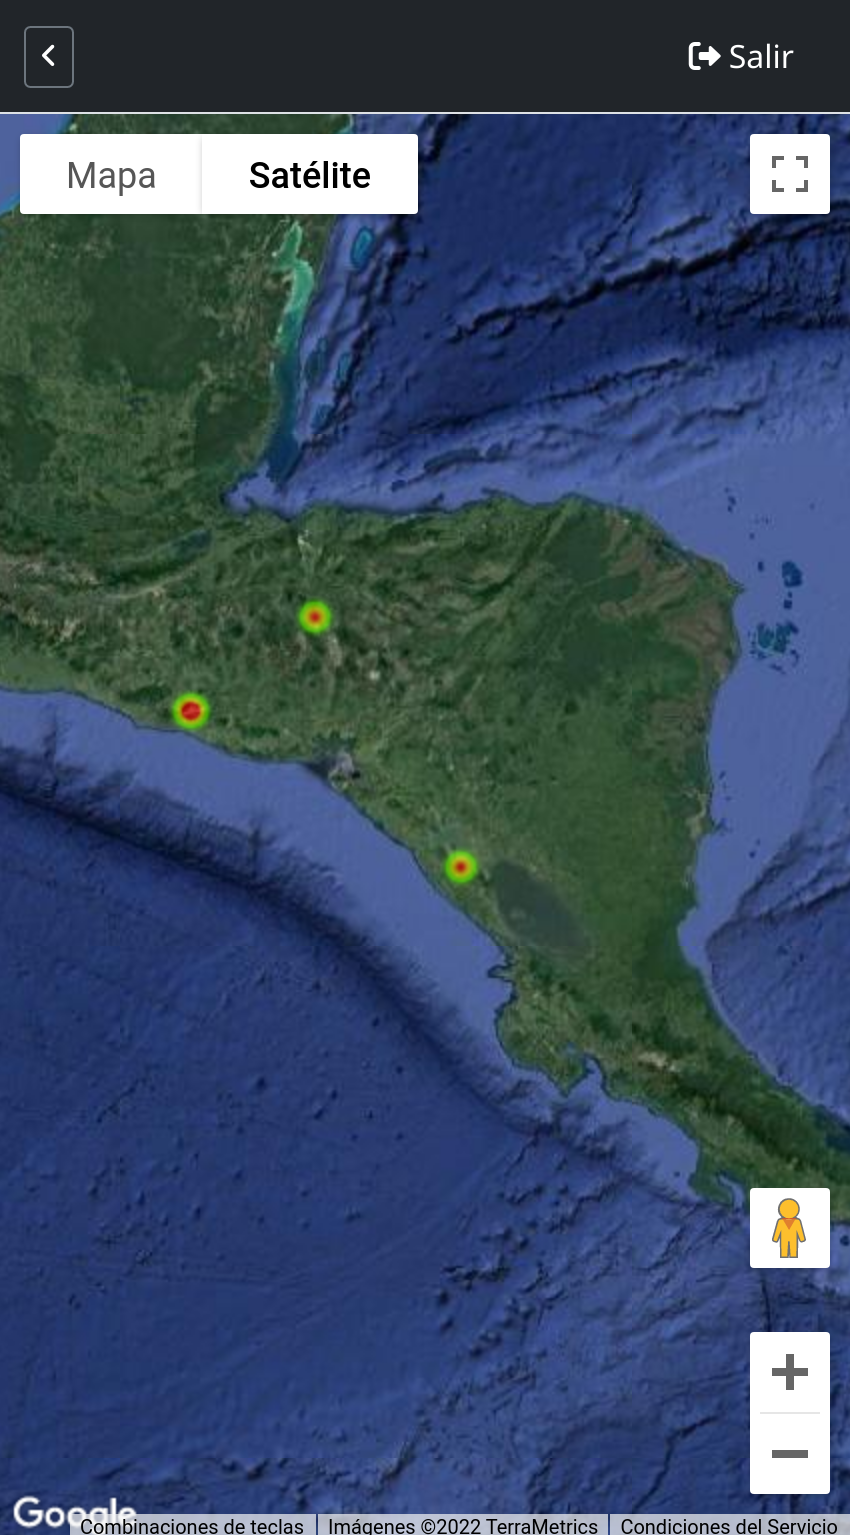 Salir
Mapa
Satélite
Google
Combinaciones de teclas
Imágenes ©2022 TerraMetrics
Condiciones del Servicio